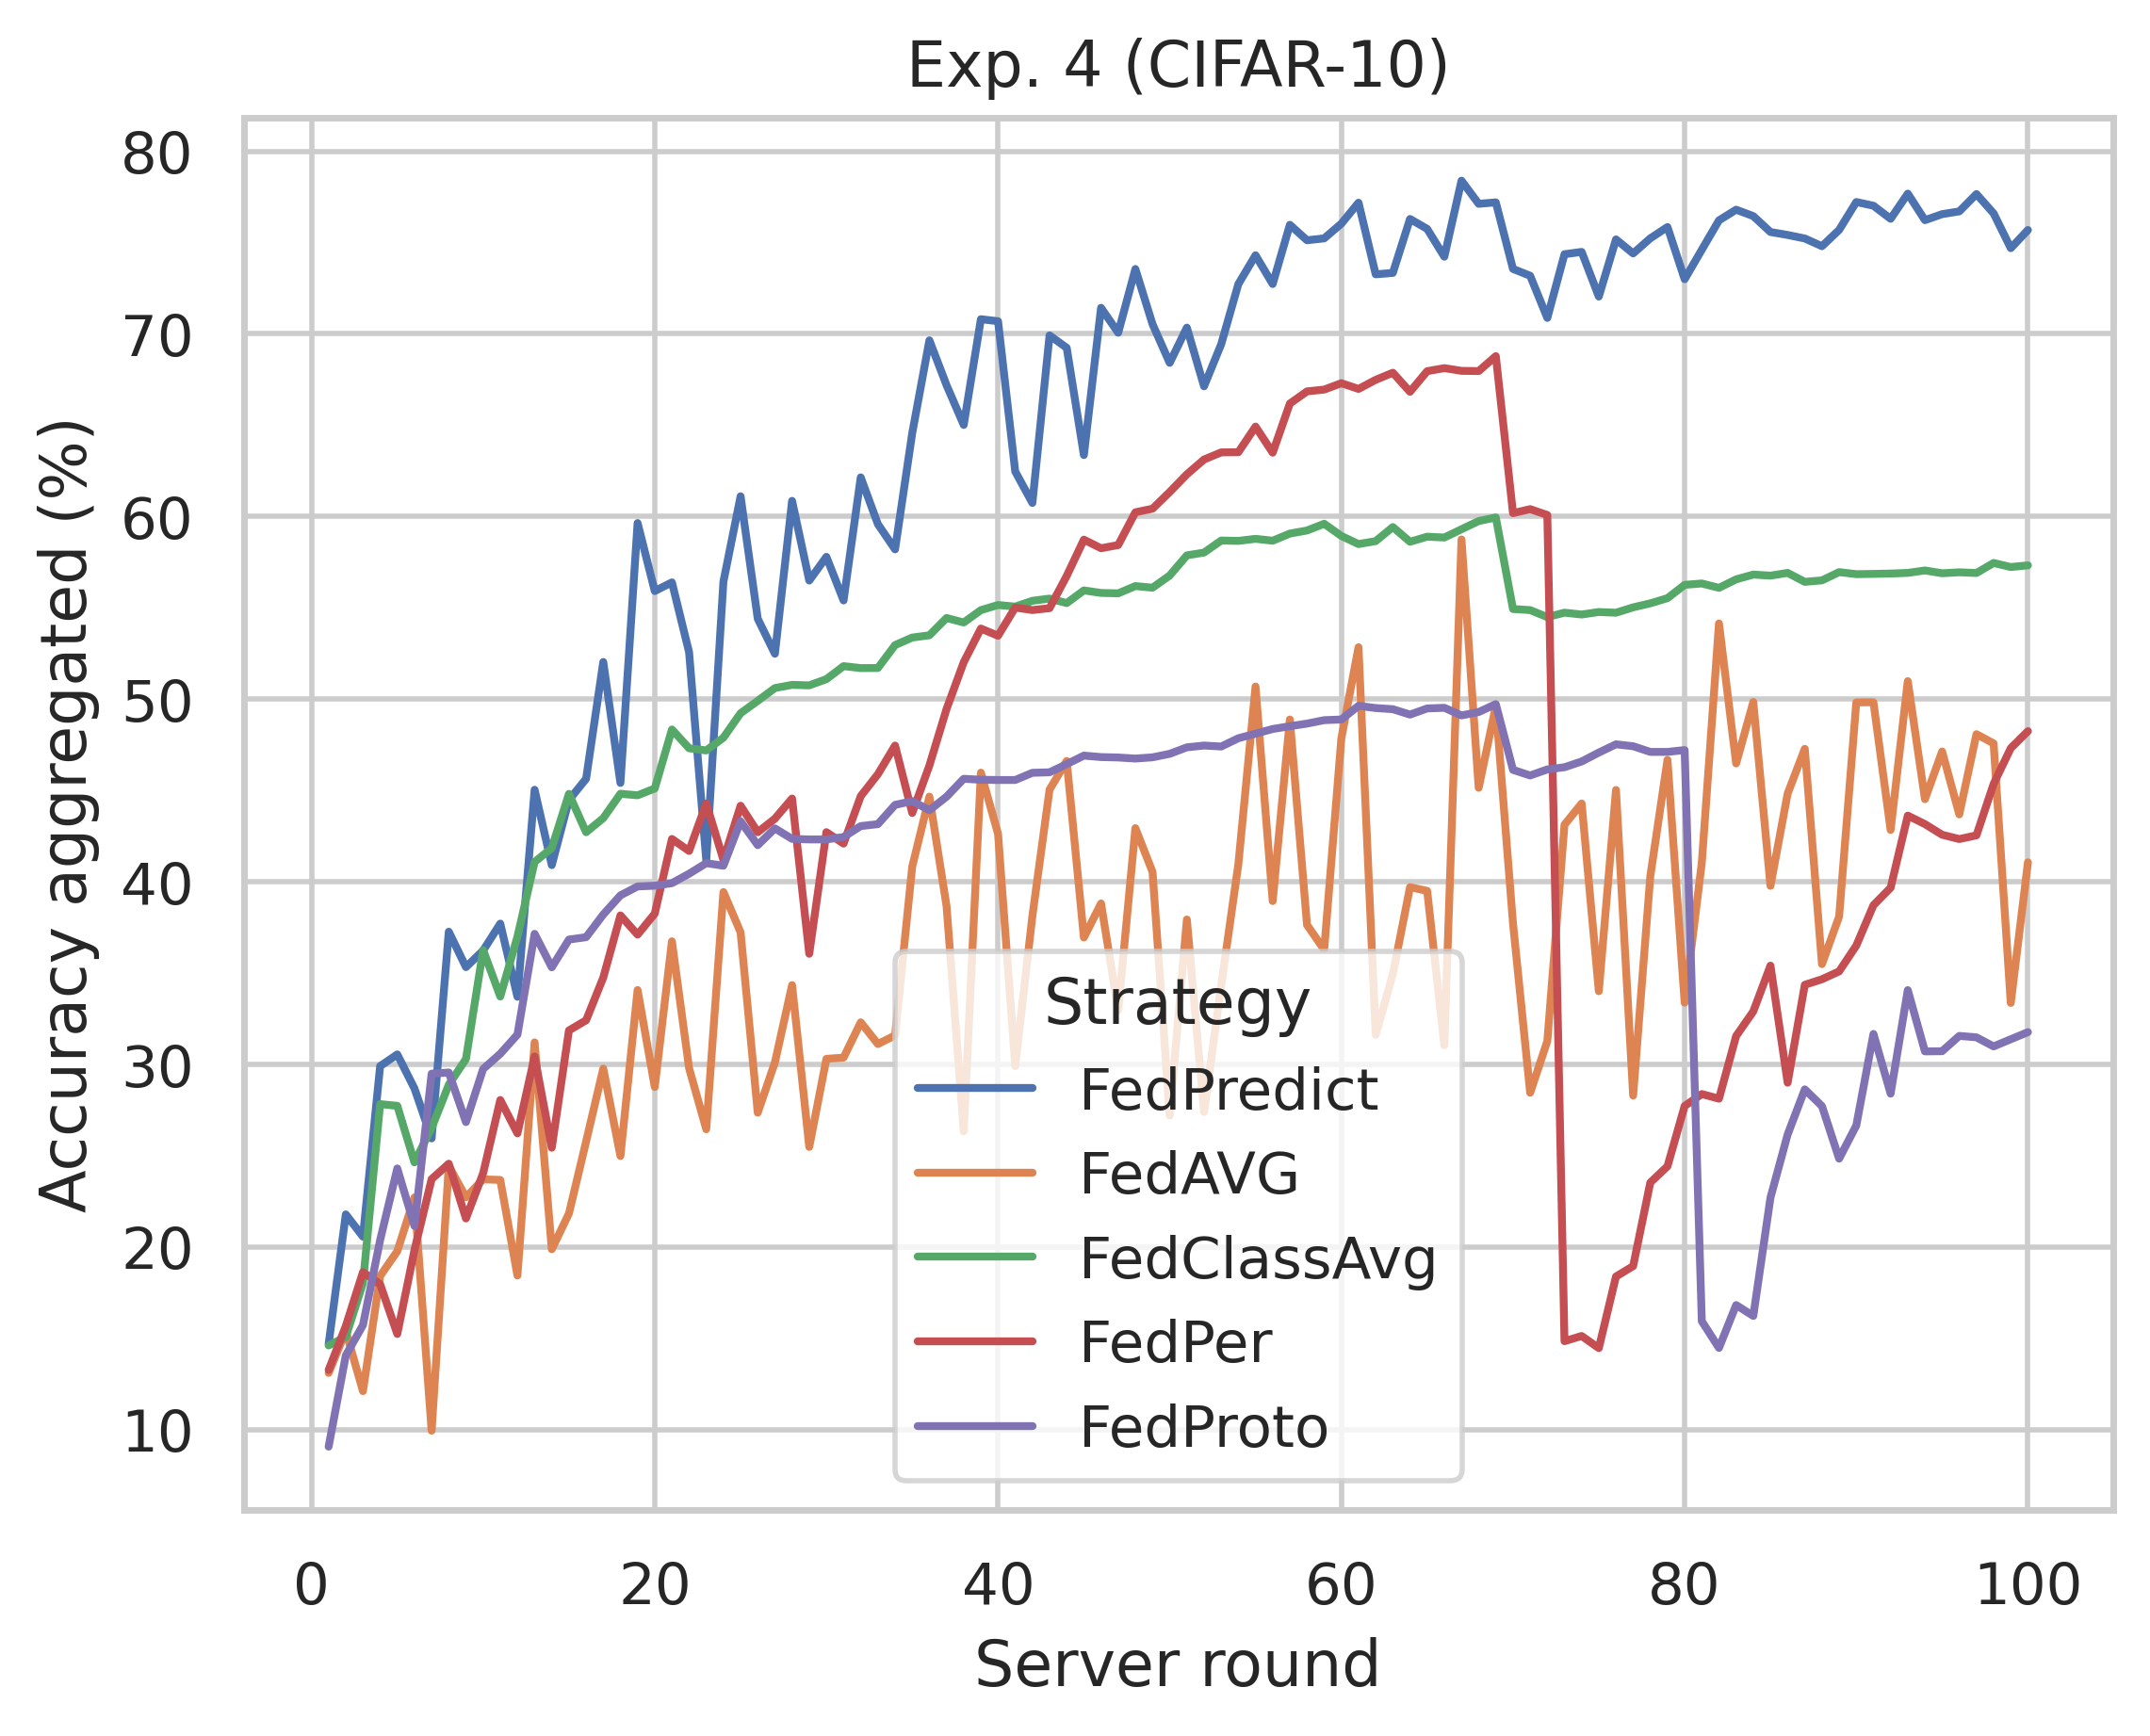 Exp. 4 (CIFAR-10)
Accuracy aggregated (%)
80
70
60
50
40
30
20
10
Strategy
FedPredict
FedAVG
FedClassAvg
FedPer
FedProto
0 20 40 60 80 100
Server round